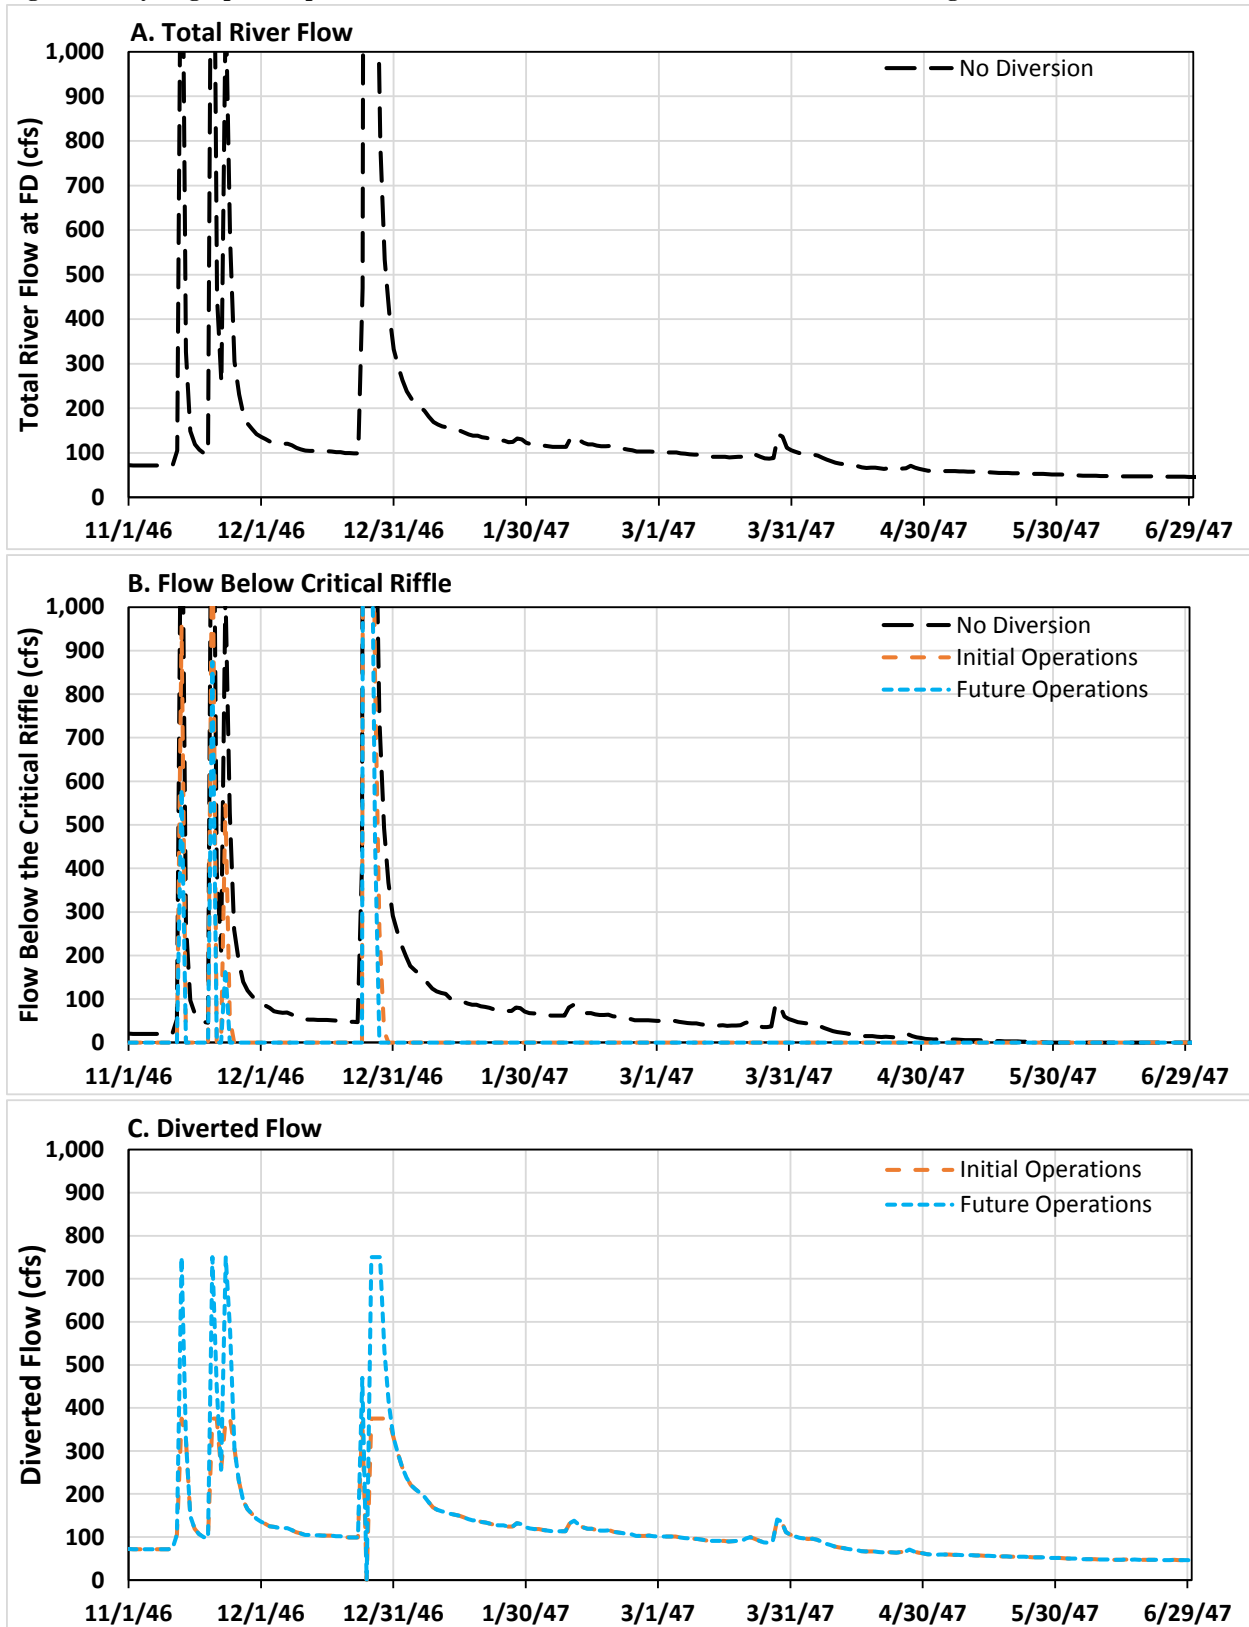 A. Total River Flow
Total River Flow at FD (cfs)
1,000
900
800
700
600
500
400
300
200
100
0
No Diversion
11/1/46 12/1/46 12/31/46 1/30/47 3/1/47 3/31/47 4/30/47 5/30/47 6/29/47
B. Flow Below Critical Riffle
Flow Below the Critical Riffle (cfs)
1,000
900
800
700
600
500
400
300
200
100
0
No Diversion
Initial Operations
Future Operations
11/1/46 12/1/46 12/31/46 1/30/47 3/1/47 3/31/47 4/30/47 5/30/47 6/29/47
C. Diverted Flow
Diverted Flow (cfs)
1,000
900
800
700
600
500
400
300
200
100
0
Initial Operations
Future Operations
11/1/46 12/1/46 12/31/46 1/30/47 3/1/47 3/31/47 4/30/47 5/30/47 6/29/47